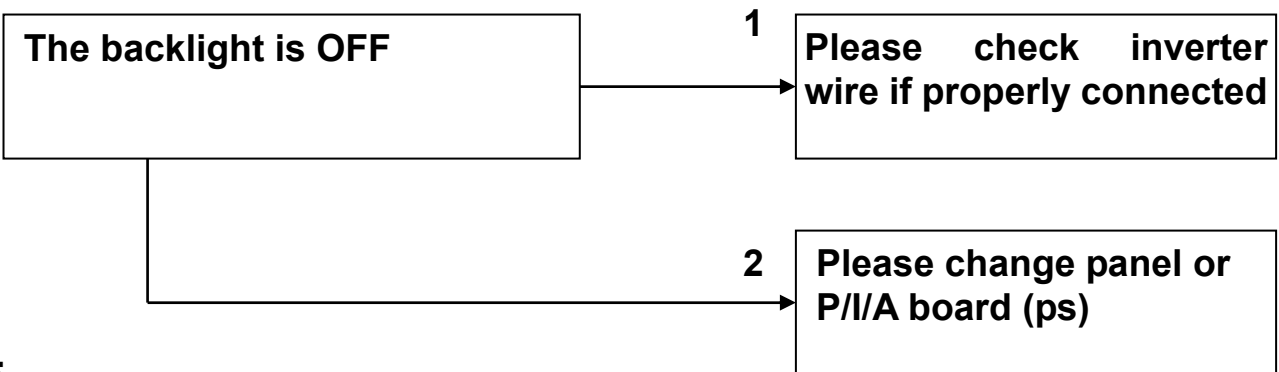 The backlight is OFF
1
Please check inverter
wire if properly connected
2
Please change panel or
P/I/A board (ps)